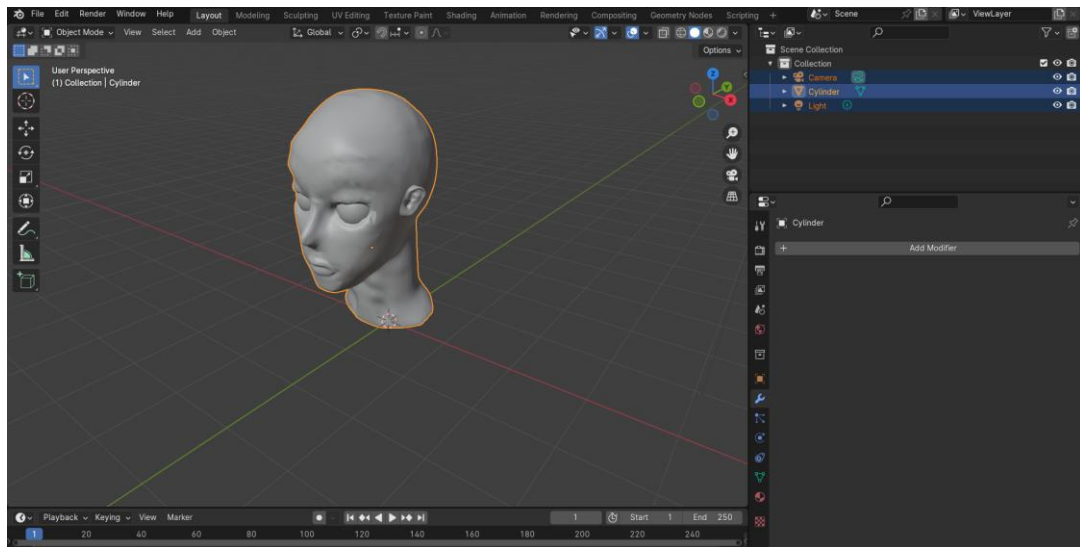 File Edit Render Window Help Layout Modeling Sculpting UV Editing Texture Paint Shading Animation Rendering Compositing Geometry Nodes Scripting + Scene ViewLayer
Object Mode View Select Add Object Global
Options
User Perspective
(1) Collection | Cylinder
Z
Y
X
Scene Collection
Collection
Camera
Cylinder
Light
Cylinder
+ Add Modifier
Playback Keying View Marker 1 Start 1 End 250
1 20 40 60 80 100 120 140 160 180 200 220 240